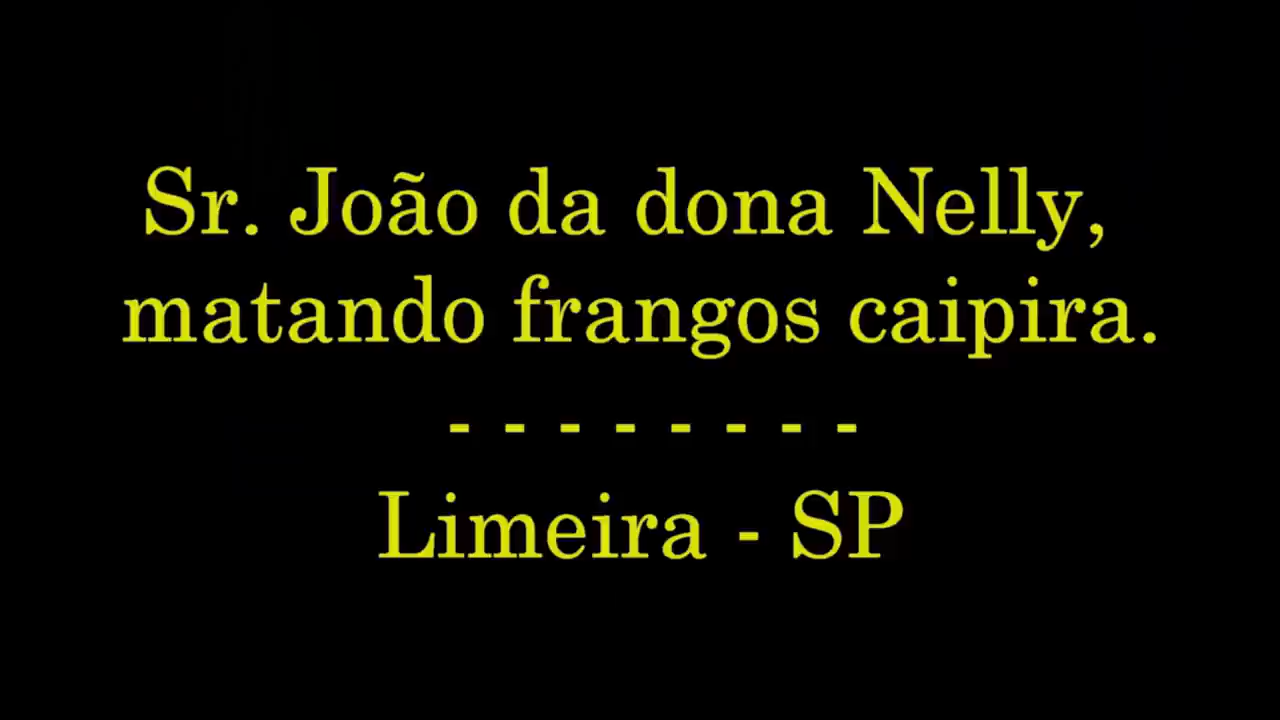 Sr. João da dona Nelly,
matando frangos caipira.
- - - - - - - -
Limeira - SP